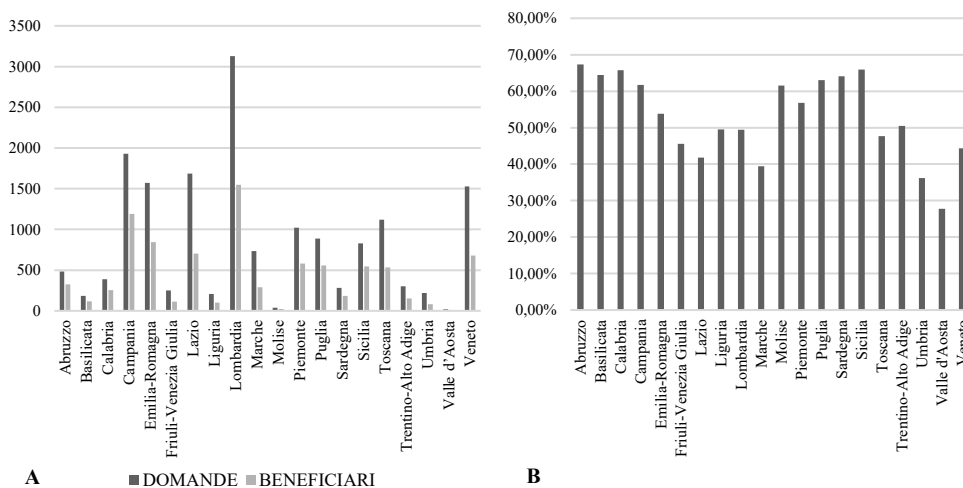 3500
3000
2500
2000
1500
1000
500
0
Abruzzo
Basilicata
Calabria
Campania
Emilia-Romagna
Friuli-Venezia Giulia
Lazio
Liguria
Lombardia
Marche
Molise
Piemonte
Puglia
Sardegna
Sicilia
Toscana
Trentino-Alto Adige
Umbria
Valle d'Aosta
Veneto
A
DOMANDE
BENEFICIARI
80,00%
70,00%
60,00%
50,00%
40,00%
30,00%
20,00%
10,00%
0,00%
Abruzzo
Basilicata
Calabria
Campania
Emilia-Romagna
Friuli-Venezia Giulia
Lazio
Liguria
Lombardia
Marche
Molise
Piemonte
Puglia
Sardegna
Sicilia
Toscana
Trentino-Alto Adige
Umbria
Valle d'Aosta
Veneto
B